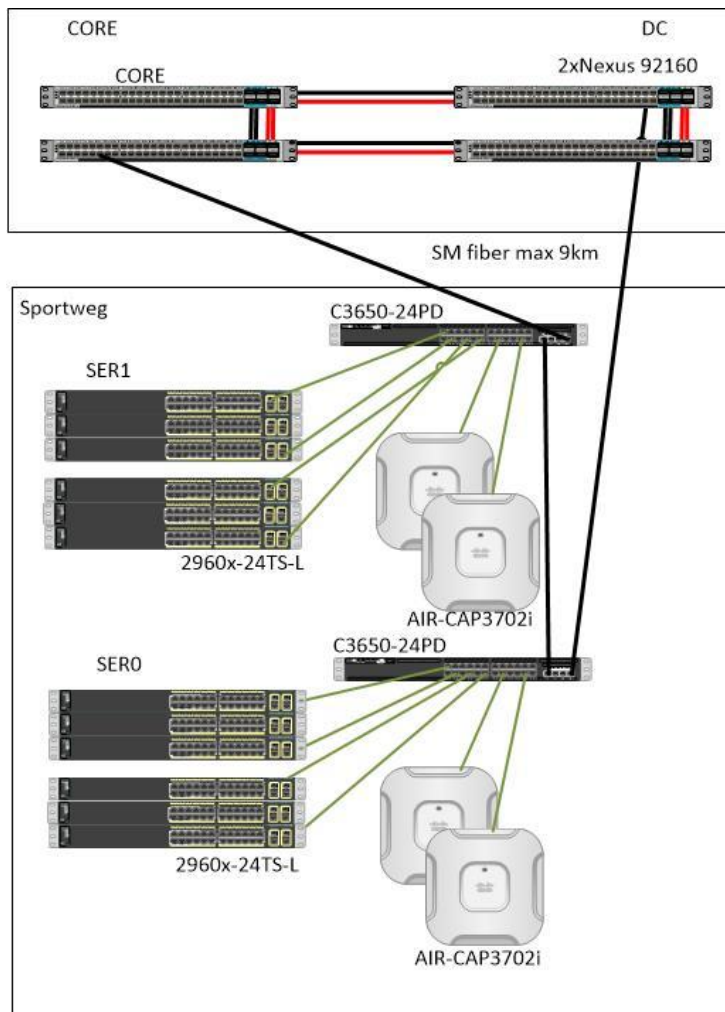 CORE
DC
CORE
2xNexus 92160
SM fiber max 9km
Sportweg
C3650-24PD
SER1
2960x-24TS-L
AIR-CAP3702i
C3650-24PD
SER0
2960x-24TS-L
AIR-CAP3702i